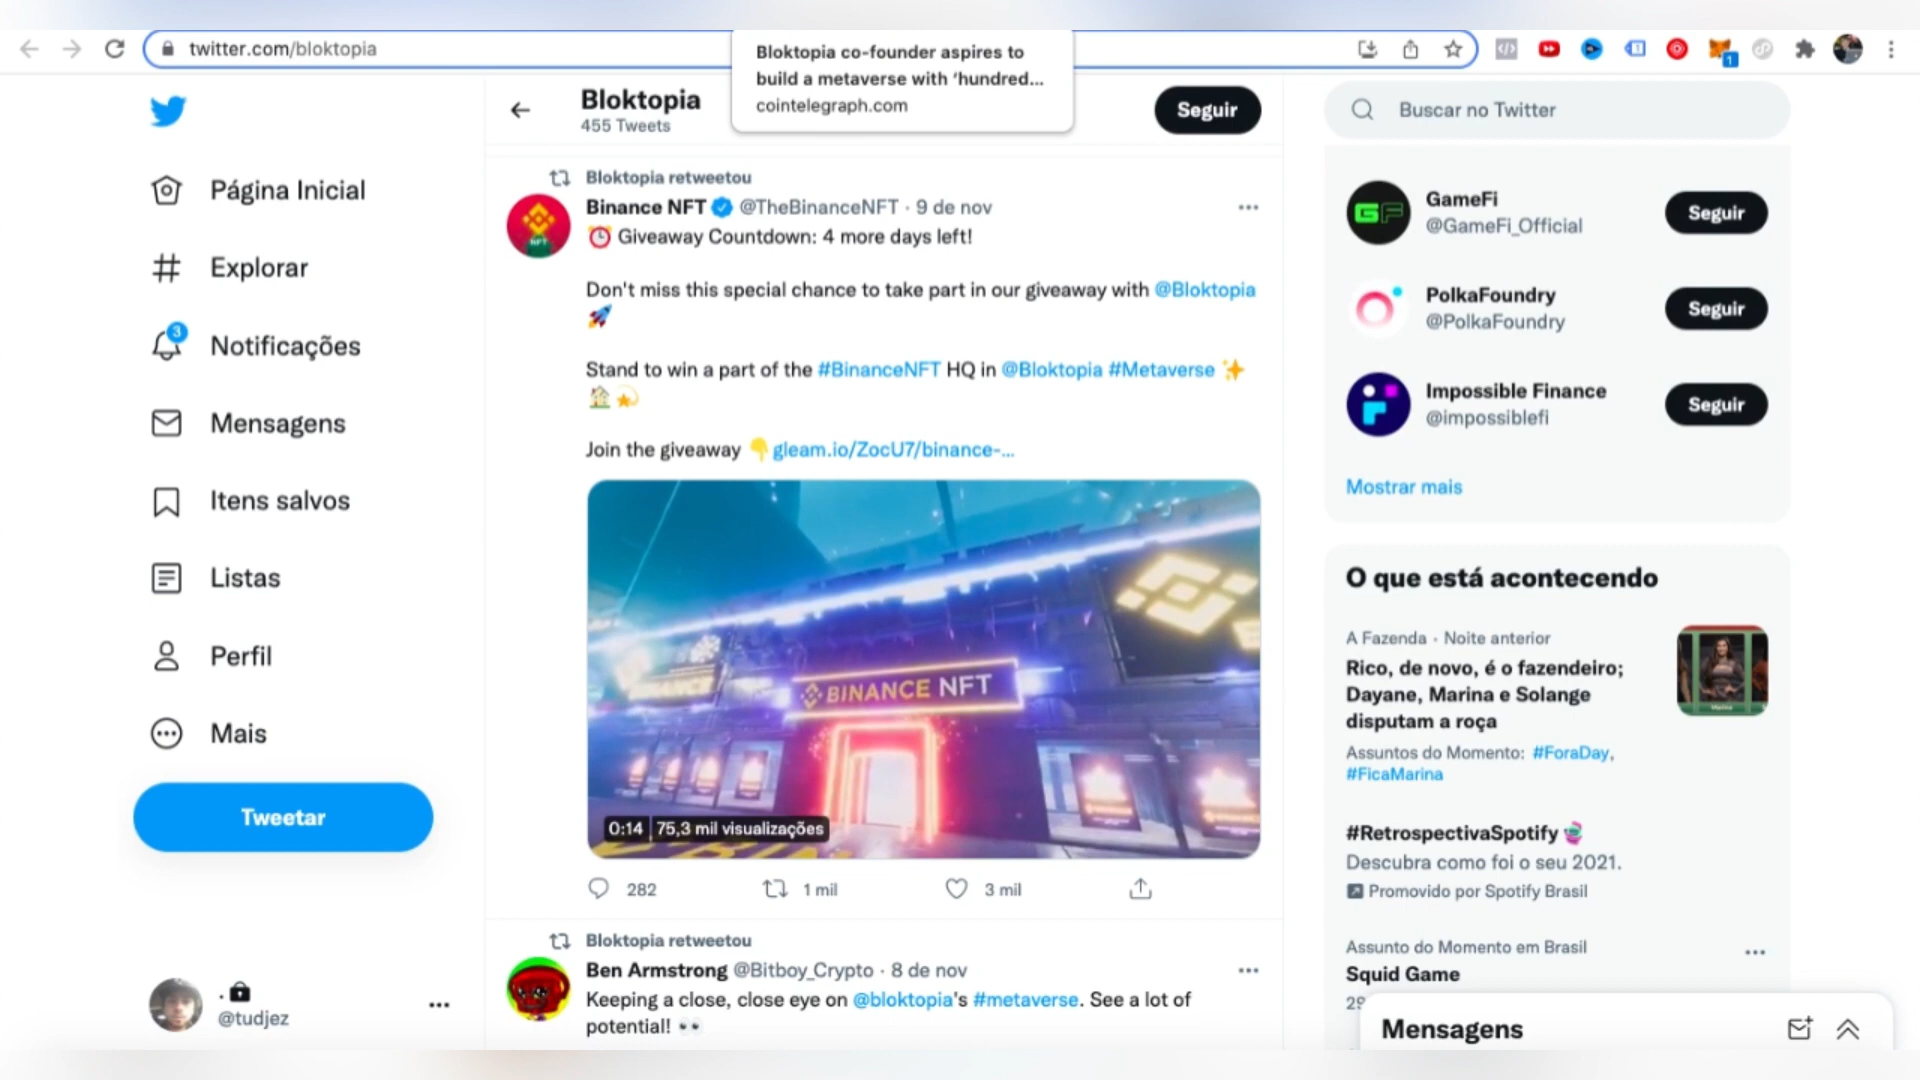 twitter.com/bloktopia
Bloktopia co-founder aspires to
build a metaverse with ‘hundred...
cointelegraph.com
1
Bloktopia
455 Tweets
Seguir
Buscar no Twitter
Página Inicial
Explorar
3
Notificações
Mensagens
Itens salvos
Listas
Perfil
Mais
Tweetar
.
@tudjez
Bloktopia retweetou
Binance NFT @TheBinanceNFT · 9 de nov
⏰ Giveaway Countdown: 4 more days left!
Don't miss this special chance to take part in our giveaway with @Bloktopia
🚀
Stand to win a part of the #BinanceNFT HQ in @Bloktopia #Metaverse ✨
🏠💫
Join the giveaway 👇gleam.io/ZocU7/binance-...
BINANCE
BINANCE NFT
0:14 75,3 mil visualizações
282 1 mil 3 mil
Bloktopia retweetou
Ben Armstrong @Bitboy_Crypto · 8 de nov
Keeping a close, close eye on @bloktopia's #metaverse. See a lot of
potential! 👀
GF
GameFi
@GameFi_Official
Seguir
PolkaFoundry
@PolkaFoundry
Seguir
Impossible Finance
@impossiblefi
Seguir
Mostrar mais
O que está acontecendo
A Fazenda · Noite anterior
Rico, de novo, é o fazendeiro;
Dayane, Marina e Solange
disputam a roça
Assuntos do Momento: #ForaDay,
#FicaMarina
#RetrospectivaSpotify
Descubra como foi o seu 2021.
Promovido por Spotify Brasil
Assunto do Momento em Brasil
Squid Game
Mensagens